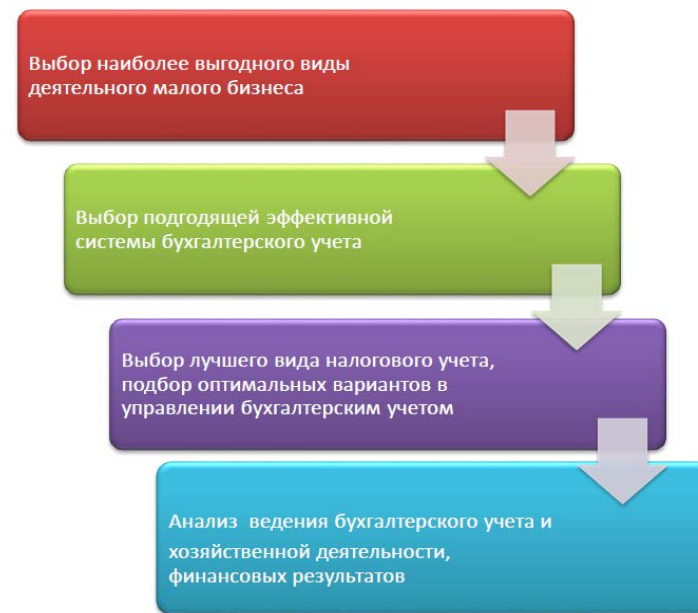 Выбор наиболее выгодного виды
деятельного малого бизнеса
Выбор подгодящей эффективной
системы бухгалтерского учета
Выбор лучшего вида налогового учета,
подбор оптимальных вариантов в
управлении бухгалтерским учетом
Анализ ведения бухгалтерского учета и
хозяйственной деятельности,
финансовых результатов